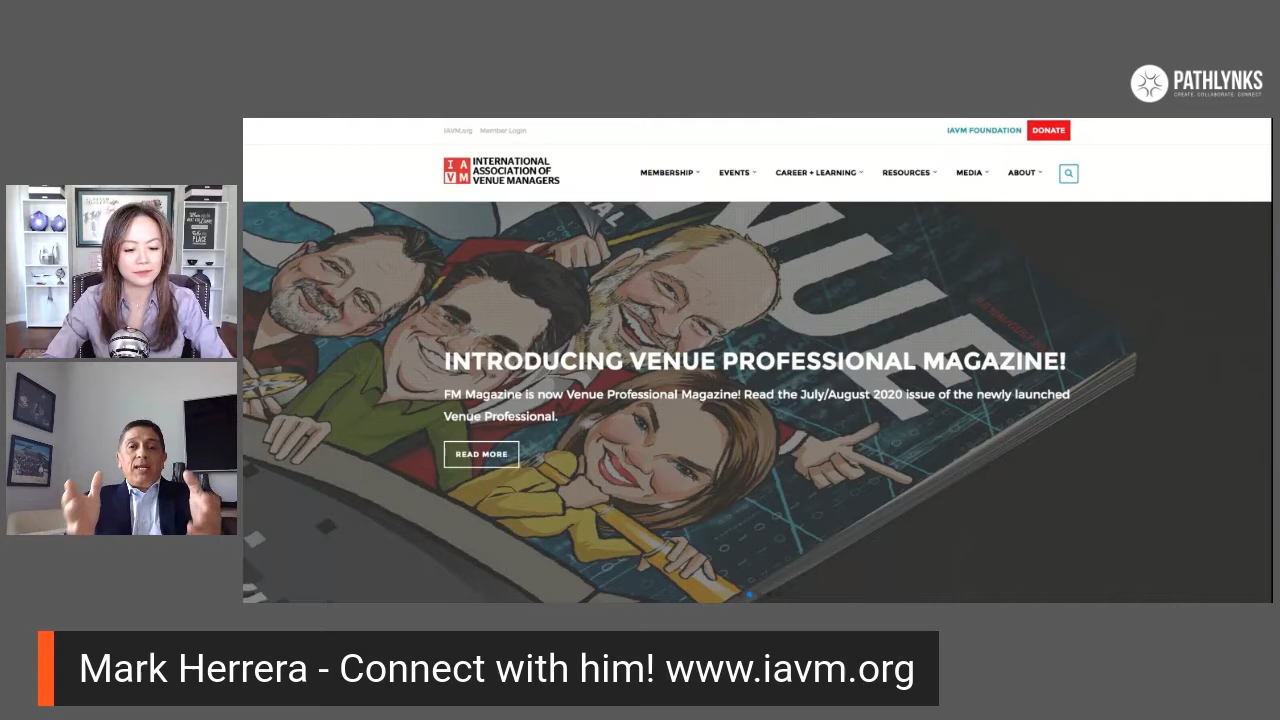 PATHLYNKS
CREATE. COLLABORATE. CONNECT.
IAVM.org Member Login
IAVM FOUNDATION DONATE
I A
V M
INTERNATIONAL
ASSOCIATION OF
VENUE MANAGERS
MEMBERSHIP EVENTS CAREER + LEARNING RESOURCES MEDIA ABOUT
INTRODUCING VENUE PROFESSIONAL MAGAZINE!
FM Magazine is now Venue Professional Magazine! Read the July/August 2020 issue of the newly launched
Venue Professional.
READ MORE
Mark Herrera - Connect with him! www.iavm.org